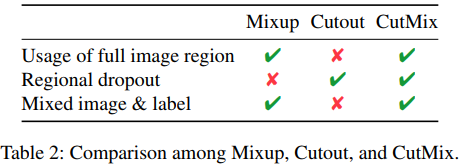 Mixup Cutout CutMix
Usage of full image region ✔ ✘ ✔
Regional dropout ✘ ✔ ✔
Mixed image & label ✔ ✘ ✔
Table 2: Comparison among Mixup, Cutout, and CutMix.